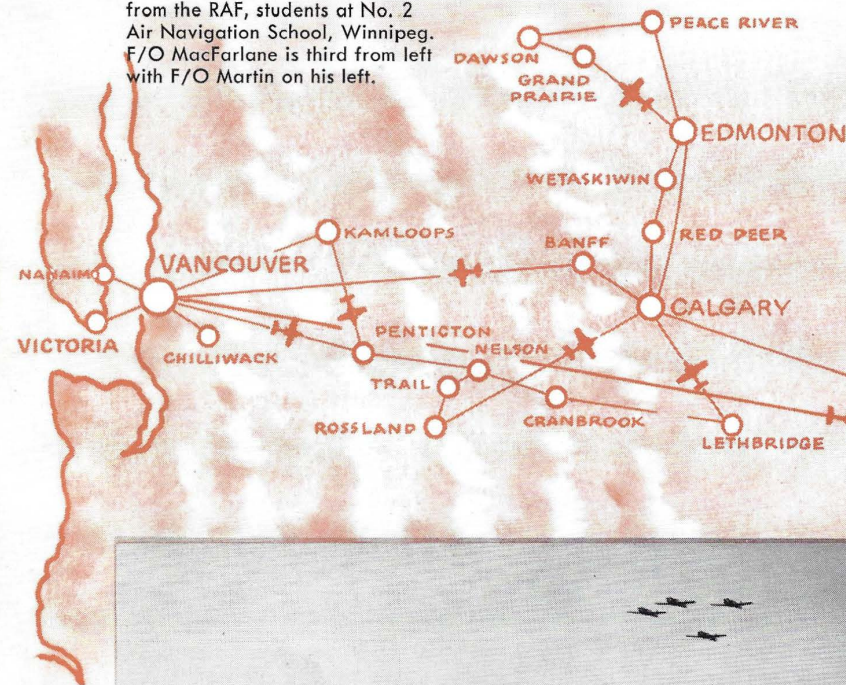 from the RAF, students at No. 2
Air Navigation School, Winnipeg.
F/O MacFarlane is third from left
with F/O Martin on his left.
PEACE RIVER
DAWSON
GRAND
PRAIRIE
EDMONTON
WETASKIWIN
KAMLOOPS
BANFF
RED DEER
VANCOUVER
NANAIMO
CALGARY
VICTORIA
CHILLIWACK
PENTICTON
NELSON
TRAIL
ROSSLAND
CRANBROOK
LETHBRIDGE